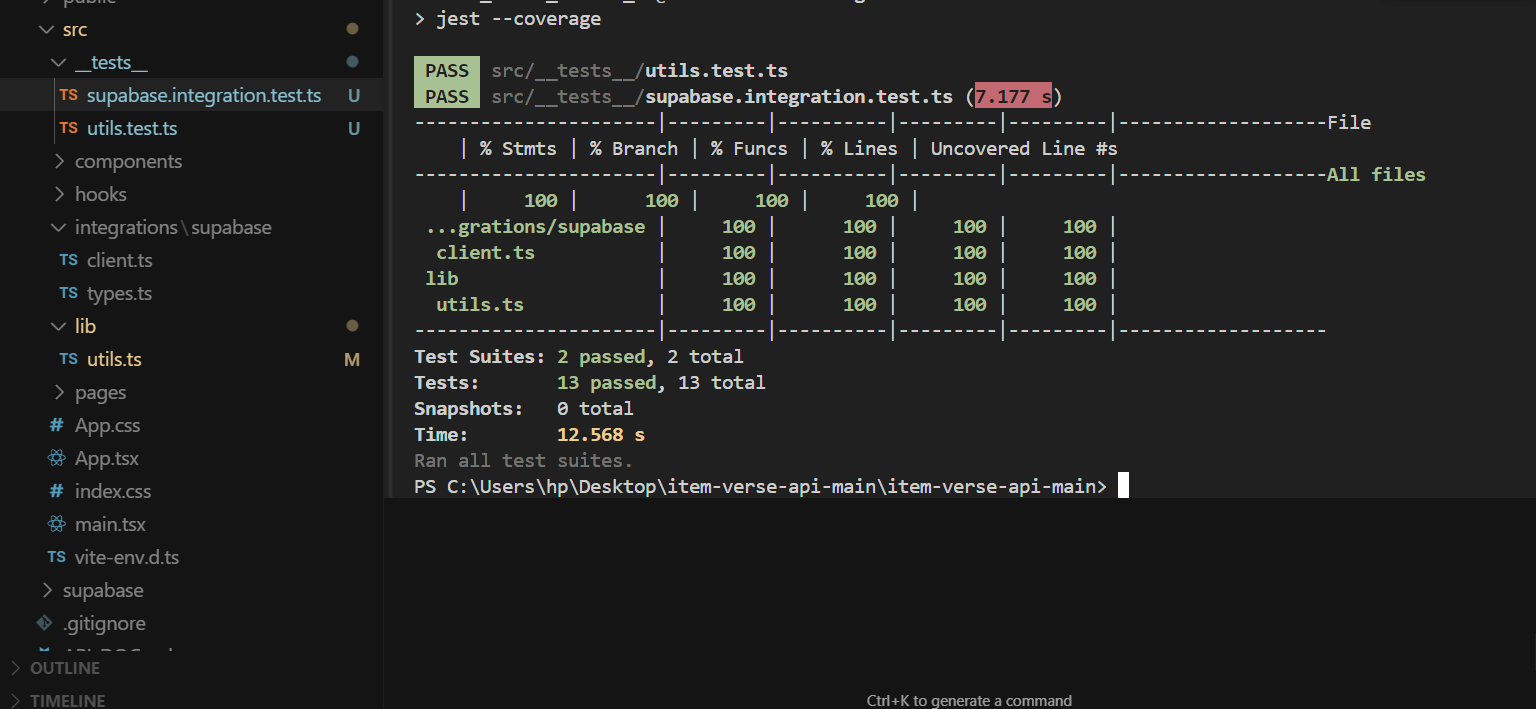 src
__tests__
TS supabase.integration.test.ts U
TS utils.test.ts U
components
hooks
integrations\supabase
TS client.ts
TS types.ts
lib
TS utils.ts M
pages
# App.css
App.tsx
# index.css
main.tsx
TS vite-env.d.ts
supabase
.gitignore
OUTLINE
TIMELINE
> jest --coverage
PASS src/__tests__/utils.test.ts
PASS src/__tests__/supabase.integration.test.ts (7.177 s)
----------------------|---------|----------|---------|---------|-------------------File
| % Stmts | % Branch | % Funcs | % Lines | Uncovered Line #s
----------------------|---------|----------|---------|---------|-------------------All files
| 100 | 100 | 100 | 100 |
...grations/supabase | 100 | 100 | 100 | 100 |
client.ts | 100 | 100 | 100 | 100 |
lib | 100 | 100 | 100 | 100 |
utils.ts | 100 | 100 | 100 | 100 |
----------------------|---------|----------|---------|---------|-------------------
Test Suites: 2 passed, 2 total
Tests: 13 passed, 13 total
Snapshots: 0 total
Time: 12.568 s
Ran all test suites.
PS C:\Users\hp\Desktop\item-verse-api-main\item-verse-api-main>
Ctrl+K to generate a command